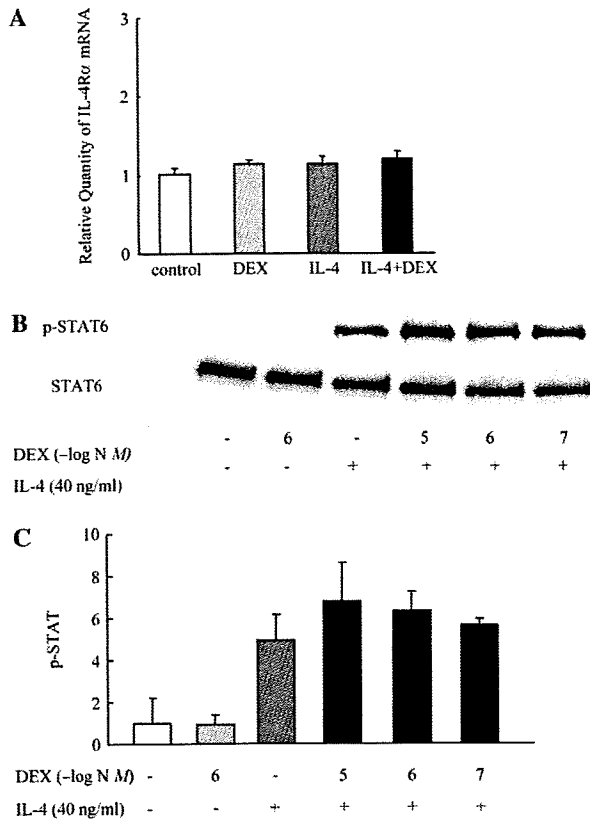 A
Relative Quantity of IL-4Rα mRNA
3
2
1
0
control DEX IL-4 IL-4+DEX
B
p-STAT6
STAT6
DEX (-log N M) - 6 - 5 6 7
IL-4 (40 ng/ml) - - + + + +
C
p-STAT
10
8
6
4
2
0
DEX (-log N M) - 6 - 5 6 7
IL-4 (40 ng/ml) - - + + + +